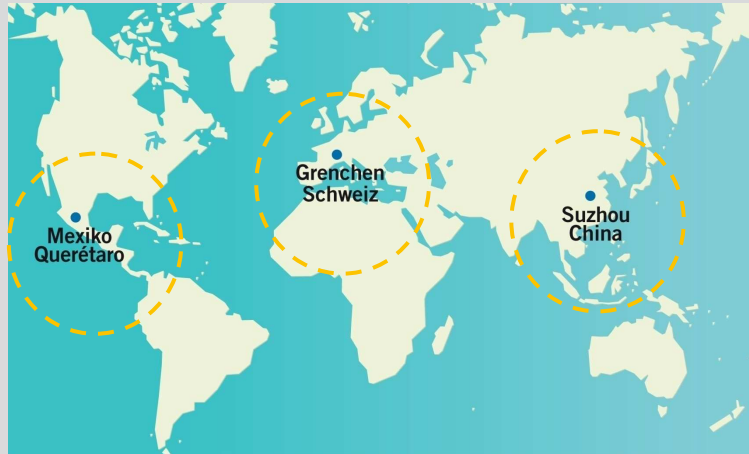 Mexiko
Querétaro
Grenchen
Schweiz
Suzhou
China